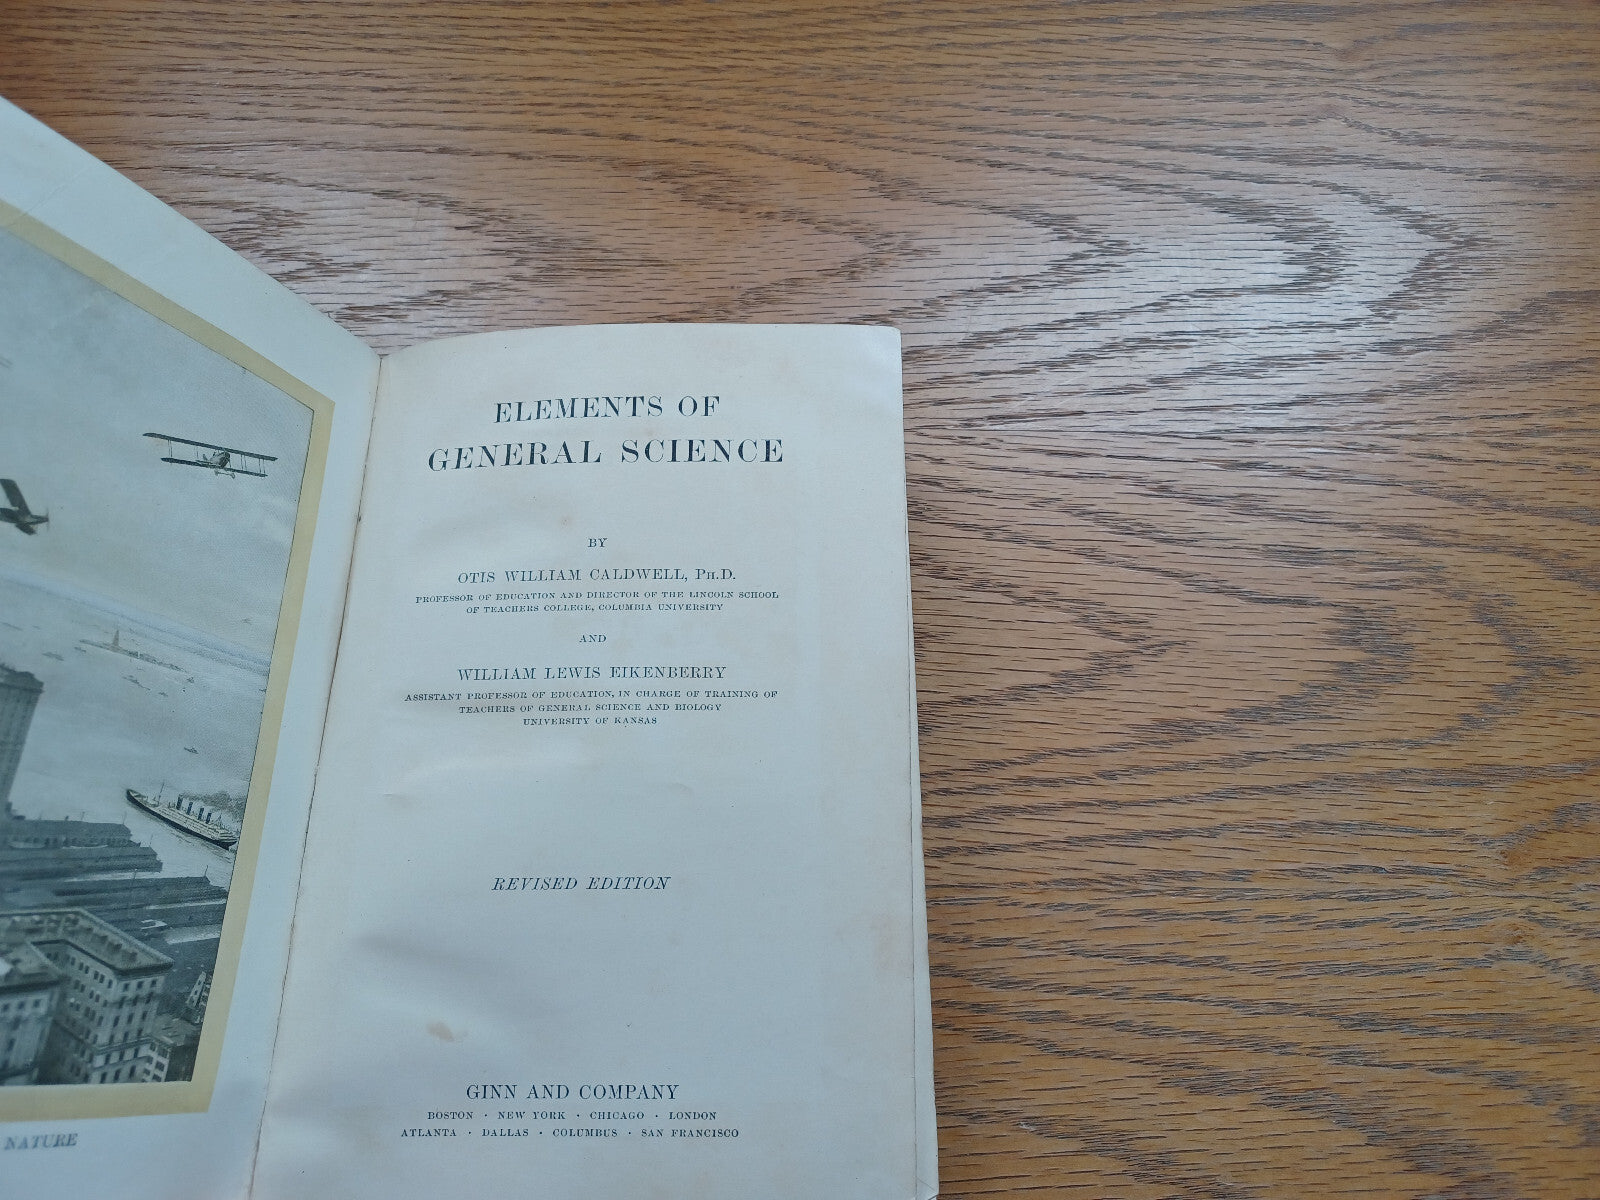 NATURE
ELEMENTS OF
GENERAL SCIENCE
BY
OTIS WILLIAM CALDWELL, PH.D.
PROFESSOR OF EDUCATION AND DIRECTOR OF THE LINCOLN SCHOOL
OF TEACHERS COLLEGE, COLUMBIA UNIVERSITY
AND
WILLIAM LEWIS EIKENBERRY
ASSISTANT PROFESSOR OF EDUCATION, IN CHARGE OF TRAINING OF
TEACHERS OF GENERAL SCIENCE AND BIOLOGY
UNIVERSITY OF KANSAS
REVISED EDITION
GINN AND COMPANY
BOSTON · NEW YORK · CHICAGO · LONDON
ATLANTA · DALLAS · COLUMBUS · SAN FRANCISCO